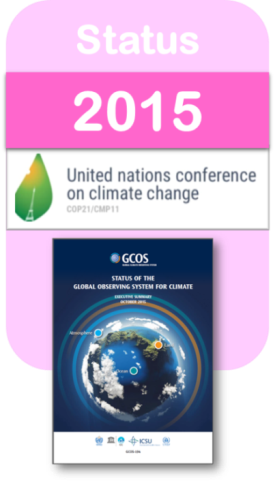 Status
2015
United nations conference
on climate change
COP21/CMP11
GCOS
STATUS OF THE
GLOBAL OBSERVING SYSTEM FOR CLIMATE
EXECUTIVE SUMMARY
OCTOBER 2015
ICSU